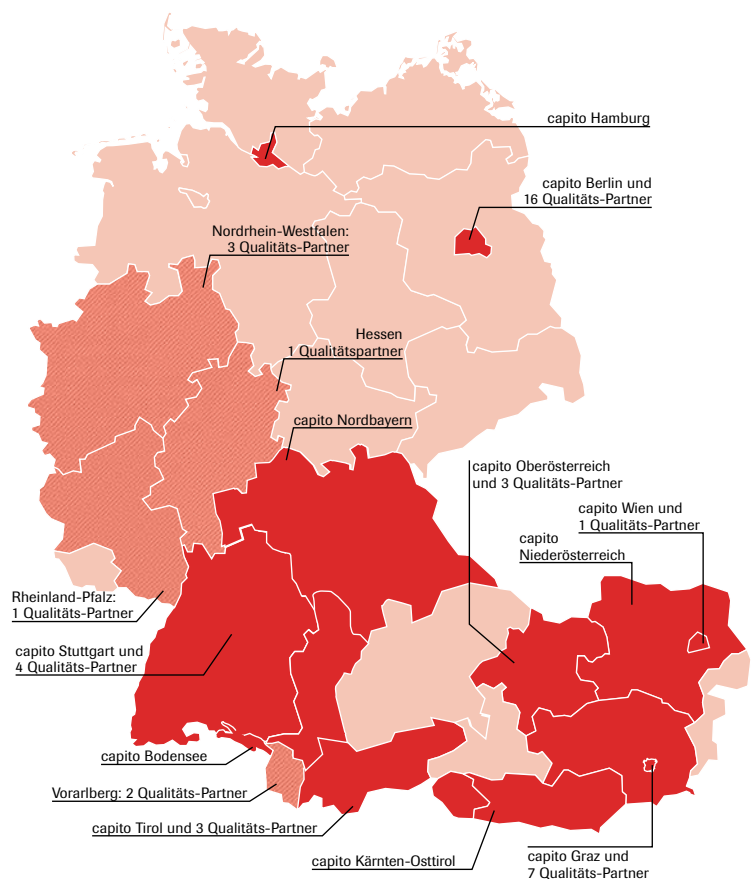 capito Hamburg
capito Berlin und
16 Qualitäts-Partner
Nordrhein-Westfalen:
3 Qualitäts-Partner
Hessen
1 Qualitätspartner
capito Nordbayern
capito Oberösterreich
und 3 Qualitäts-Partner
capito Wien und
1 Qualitäts-Partner
capito
Niederösterreich
Rheinland-Pfalz:
1 Qualitäts-Partner
capito Stuttgart und
4 Qualitäts-Partner
capito Bodensee
Vorarlberg: 2 Qualitäts-Partner
capito Tirol und 3 Qualitäts-Partner
capito Kärnten-Osttirol
capito Graz und
7 Qualitäts-Partner